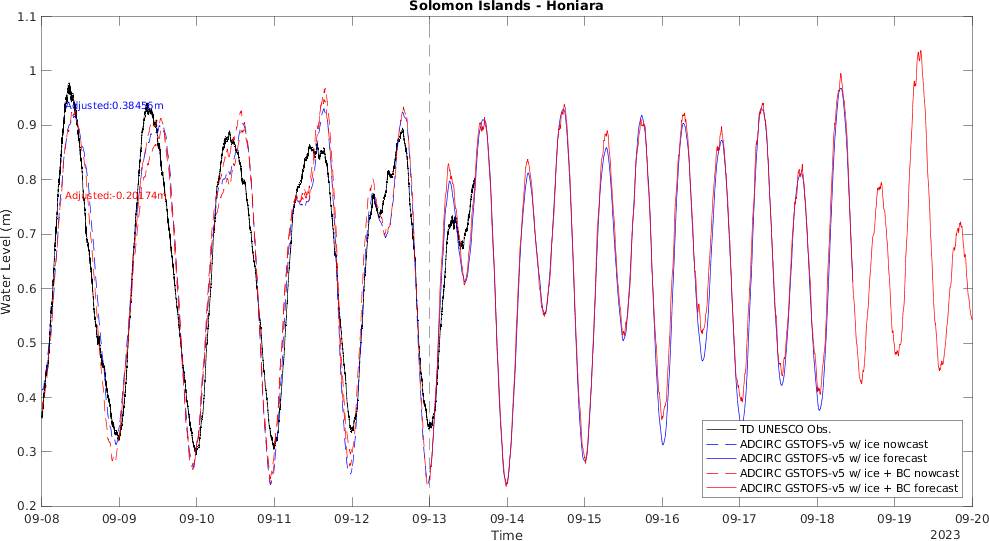 Solomon Islands - Honiara
1.1
1
0.9
0.8
0.7
0.6
0.5
0.4
0.3
0.2
Water Level (m)
Adjusted:0.38456m
Adjusted:-0.20174m
TD UNESCO Obs.
ADCIRC GSTOFS-v5 w/ ice nowcast
ADCIRC GSTOFS-v5 w/ ice forecast
ADCIRC GSTOFS-v5 w/ ice + BC nowcast
ADCIRC GSTOFS-v5 w/ ice + BC forecast
09-08 09-09 09-10 09-11 09-12 09-13 09-14 09-15 09-16 09-17 09-18 09-19 09-20
Time
2023